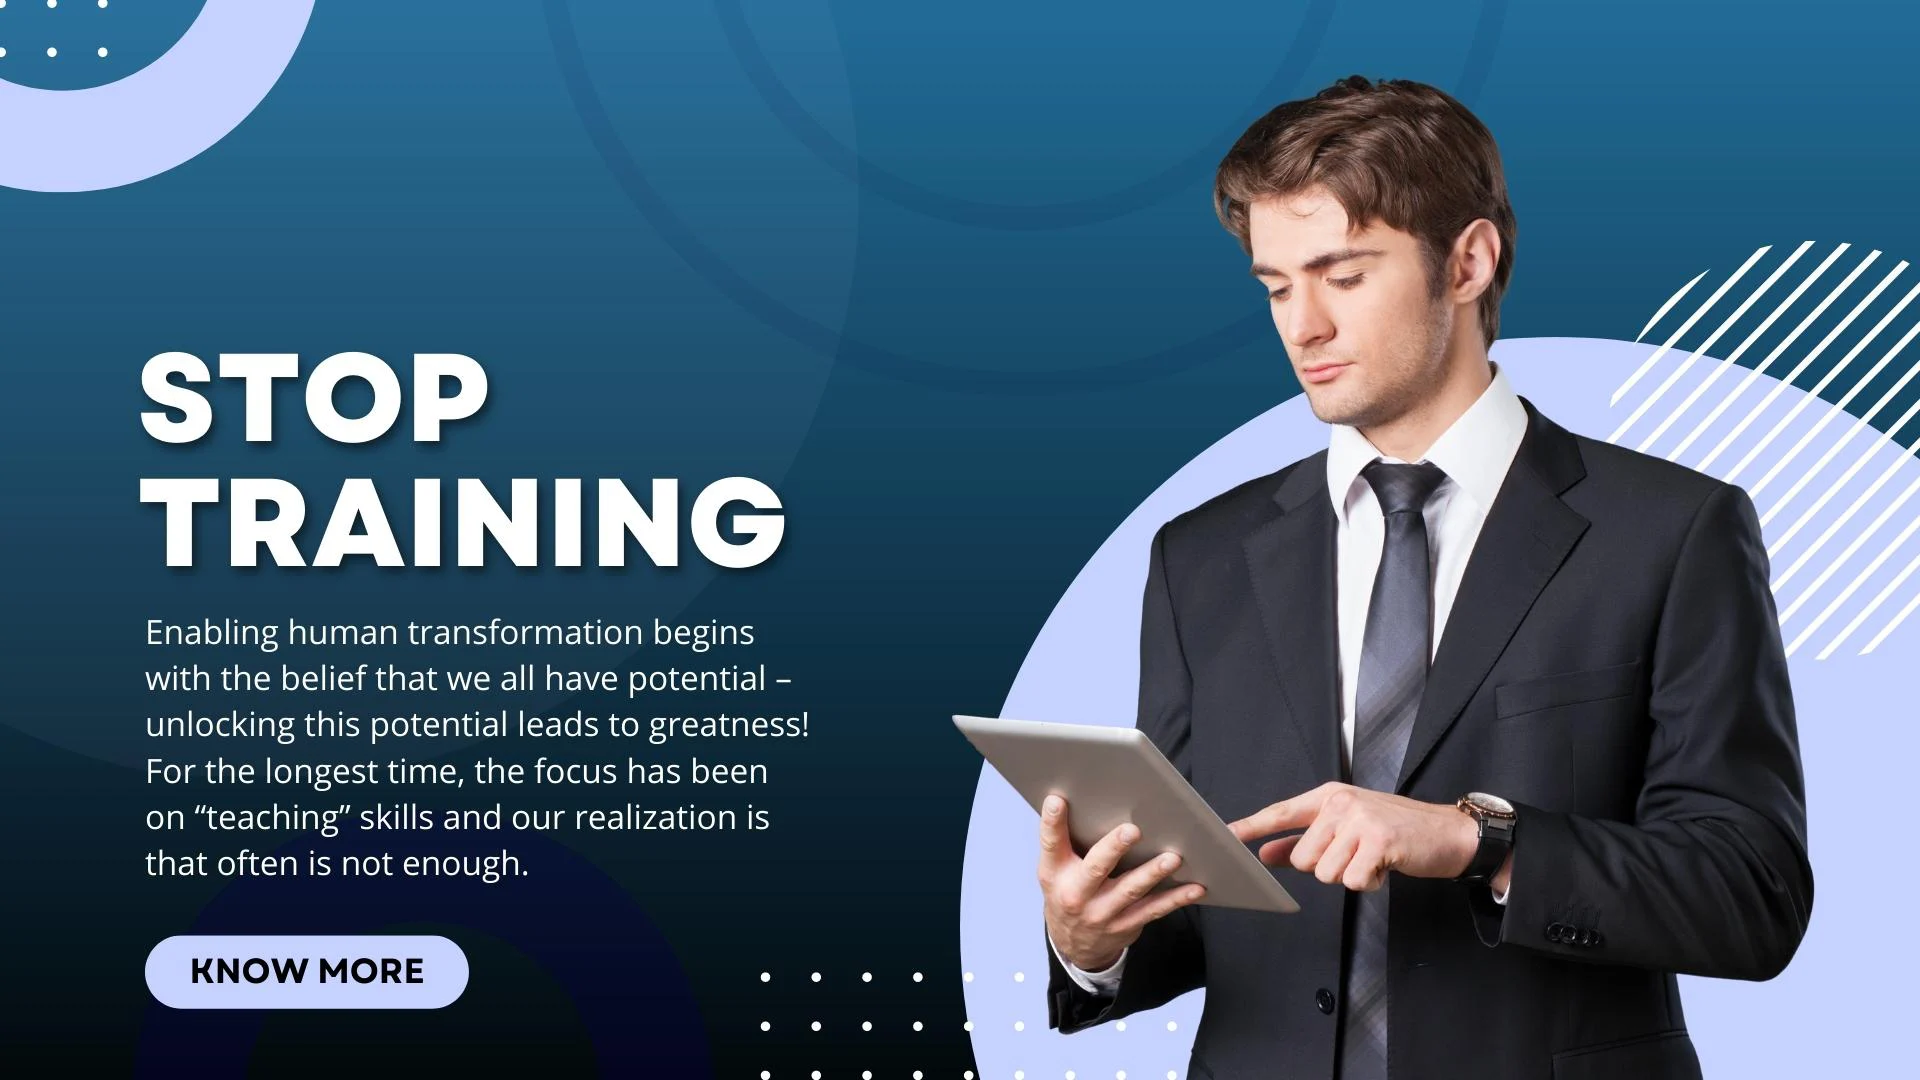 STOP
TRAINING
Enabling human transformation begins
with the belief that we all have potential –
unlocking this potential leads to greatness!
For the longest time, the focus has been
on “teaching” skills and our realization is
that often is not enough.
KNOW MORE